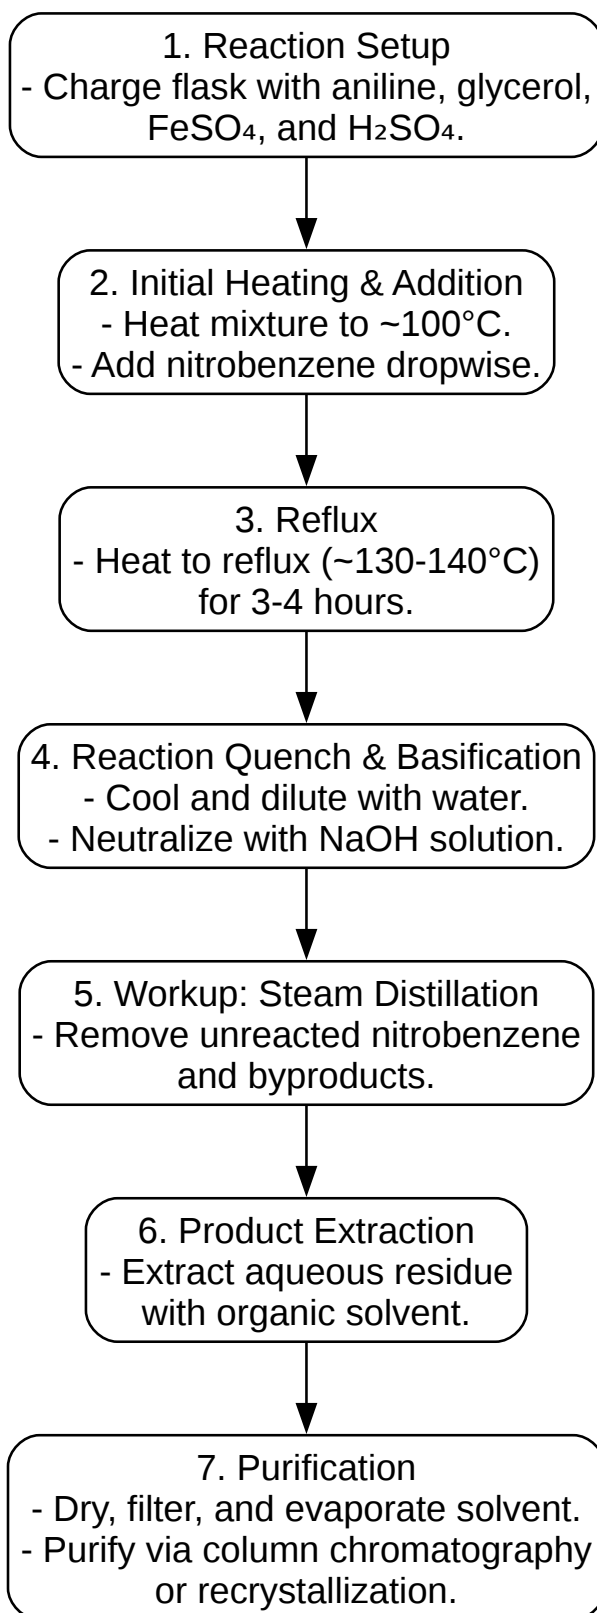 1. Reaction Setup
- Charge flask with aniline, glycerol,
FeSO₄, and H₂SO₄.
2. Initial Heating & Addition
- Heat mixture to ~100°C.
- Add nitrobenzene dropwise.
3. Reflux
- Heat to reflux (~130-140°C)
for 3-4 hours.
4. Reaction Quench & Basification
- Cool and dilute with water.
- Neutralize with NaOH solution.
5. Workup: Steam Distillation
- Remove unreacted nitrobenzene
and byproducts.
6. Product Extraction
- Extract aqueous residue
with organic solvent.
7. Purification
- Dry, filter, and evaporate solvent.
- Purify via column chromatography
or recrystallization.